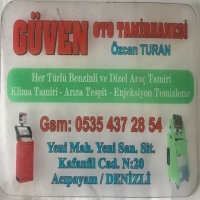 GÜVEN OTO TAMİRHANESİ
Özcan TURAN
Her Türlü Benzinli ve Dizel Araç Tamiri
Klima Tamiri - Arıza Tespit - Enjeksiyon Temizleme
Gsm: 0535 437 28 54
Yeni Mah. Yeni San. Sit.
Kafanfil Cad. N:20
Acıpayam / DENİZLİ